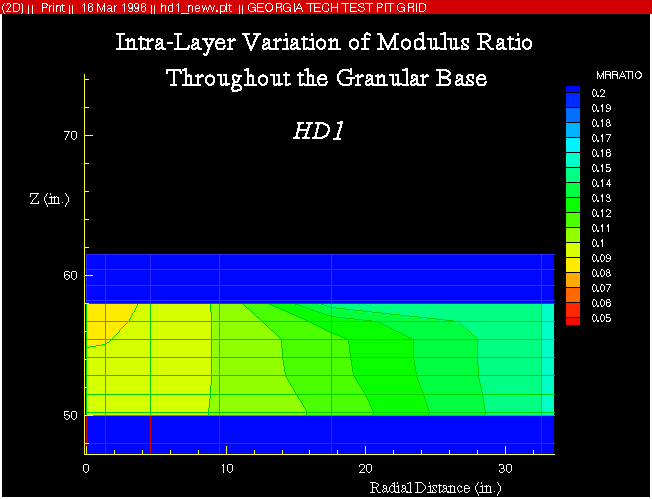 (2D) || Print || 16 Mar 1998 || hd1_new.plt || GEORGIA TECH TEST PIT GRID
Intra-Layer Variation of Modulus Ratio
Throughout the Granular Base
HD1
MRRATIO
0.2
0.19
0.18
0.17
0.16
0.15
0.14
0.13
0.12
0.11
0.1
0.09
0.08
0.07
0.06
0.05
70
Z (in.)
60
50
0 10 20 30
Radial Distance (in.)